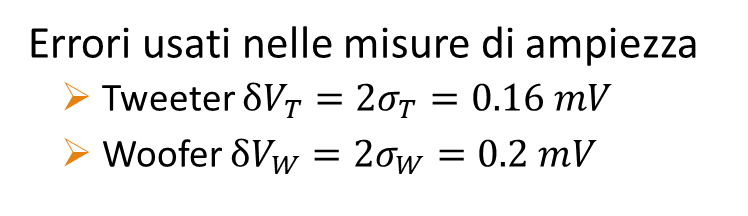 Errori usati nelle misure di ampiezza
➢ Tweeter δV_T = 2σ_T = 0.16 mV
➢ Woofer δV_W = 2σ_W = 0.2 mV